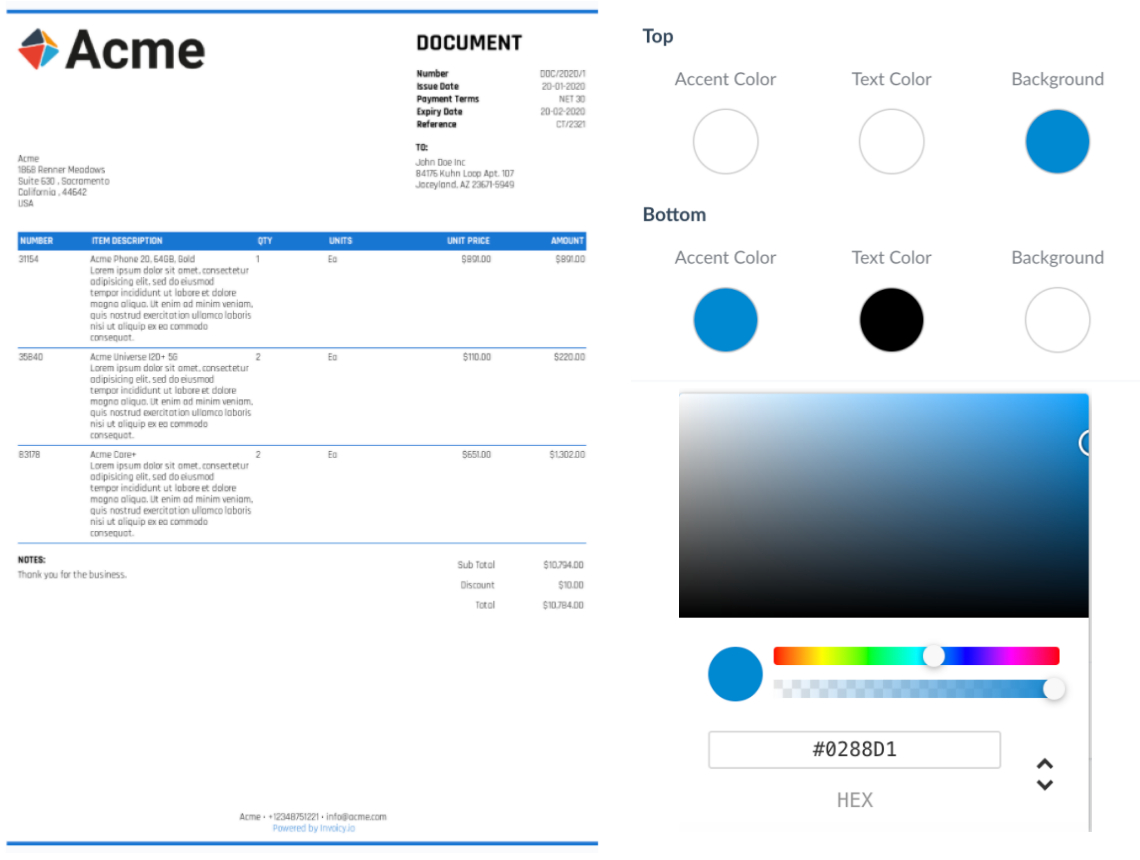 Acme
DOCUMENT
Number DOC/2020/1
Issue Date 20-01-2020
Payment Terms NET 30
Expiry Date 20-02-2020
Reference CT/2321
TO:
John Doe Inc
84176 Kuhn Loop Apt. 107
Jaceyland, AZ 23671-5949
Acme
1868 Renner Meadows
Suite 630 , Sacramento
California , 44642
USA
NUMBER ITEM DESCRIPTION QTY UNITS UNIT PRICE AMOUNT
31154 Acme Phone 20, 64GB, Gold 1 Ea $891.00 $891.00
Lorem ipsum dolor sit amet, consectetur
adipisicing elit, sed do eiusmod
tempor incididunt ut labore et dolore
magna aliqua. Ut enim ad minim veniam,
quis nostrud exercitation ullamco laboris
nisi ut aliquip ex ea commodo
consequat.
35840 Acme Universe I20+ 5G 2 Ea $110.00 $220.00
Lorem ipsum dolor sit amet, consectetur
adipisicing elit, sed do eiusmod
tempor incididunt ut labore et dolore
magna aliqua. Ut enim ad minim veniam,
quis nostrud exercitation ullamco laboris
nisi ut aliquip ex ea commodo
consequat.
83178 Acme Care+ 2 Ea $651.00 $1,302.00
Lorem ipsum dolor sit amet, consectetur
adipisicing elit, sed do eiusmod
tempor incididunt ut labore et dolore
magna aliqua. Ut enim ad minim veniam,
quis nostrud exercitation ullamco laboris
nisi ut aliquip ex ea commodo
consequat.
NOTES:
Thank you for the business.
Sub Total $10,794.00
Discount $10.00
Total $10,784.00
Acme • +12348751221 • info@acme.com
Powered by Invoicy.io
Top
Accent Color Text Color Background
Bottom
Accent Color Text Color Background
#0288D1
HEX